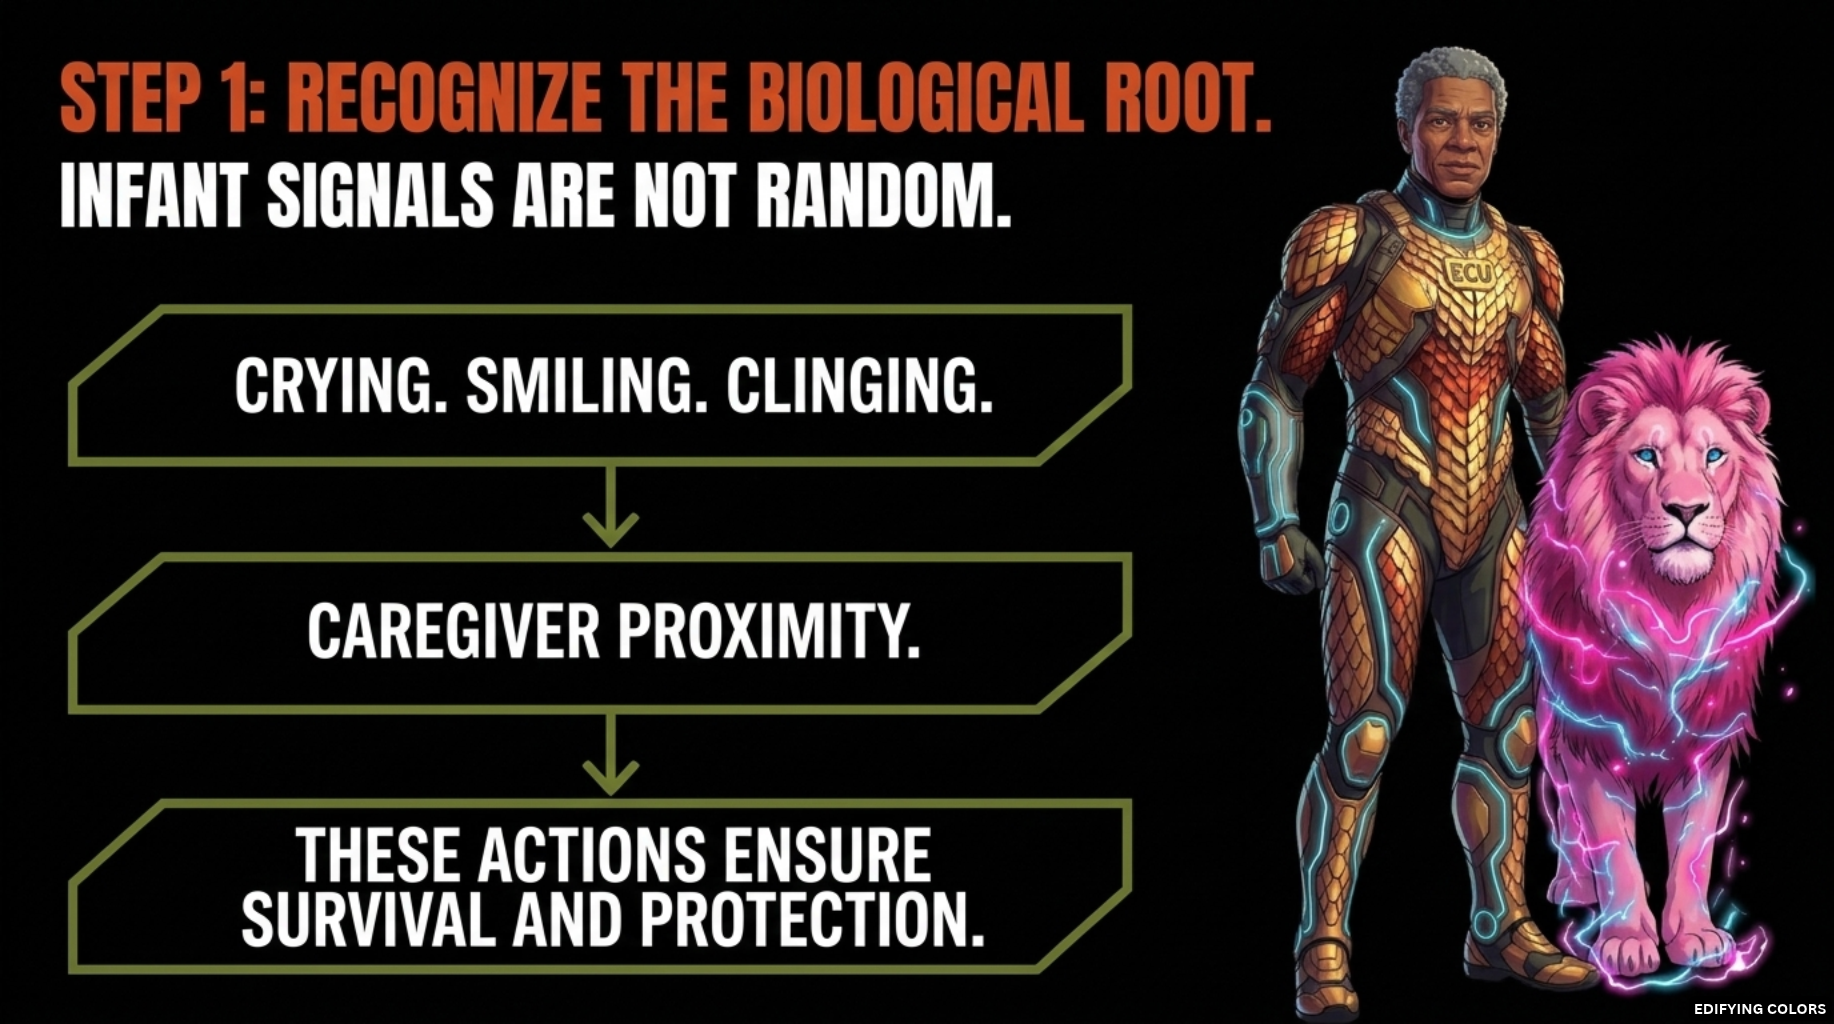 STEP 1: RECOGNIZE THE BIOLOGICAL ROOT.
INFANT SIGNALS ARE NOT RANDOM.
CRYING. SMILING. CLINGING.
CAREGIVER PROXIMITY.
THESE ACTIONS ENSURE
SURVIVAL AND PROTECTION.
ECU
EDIFYING COLORS